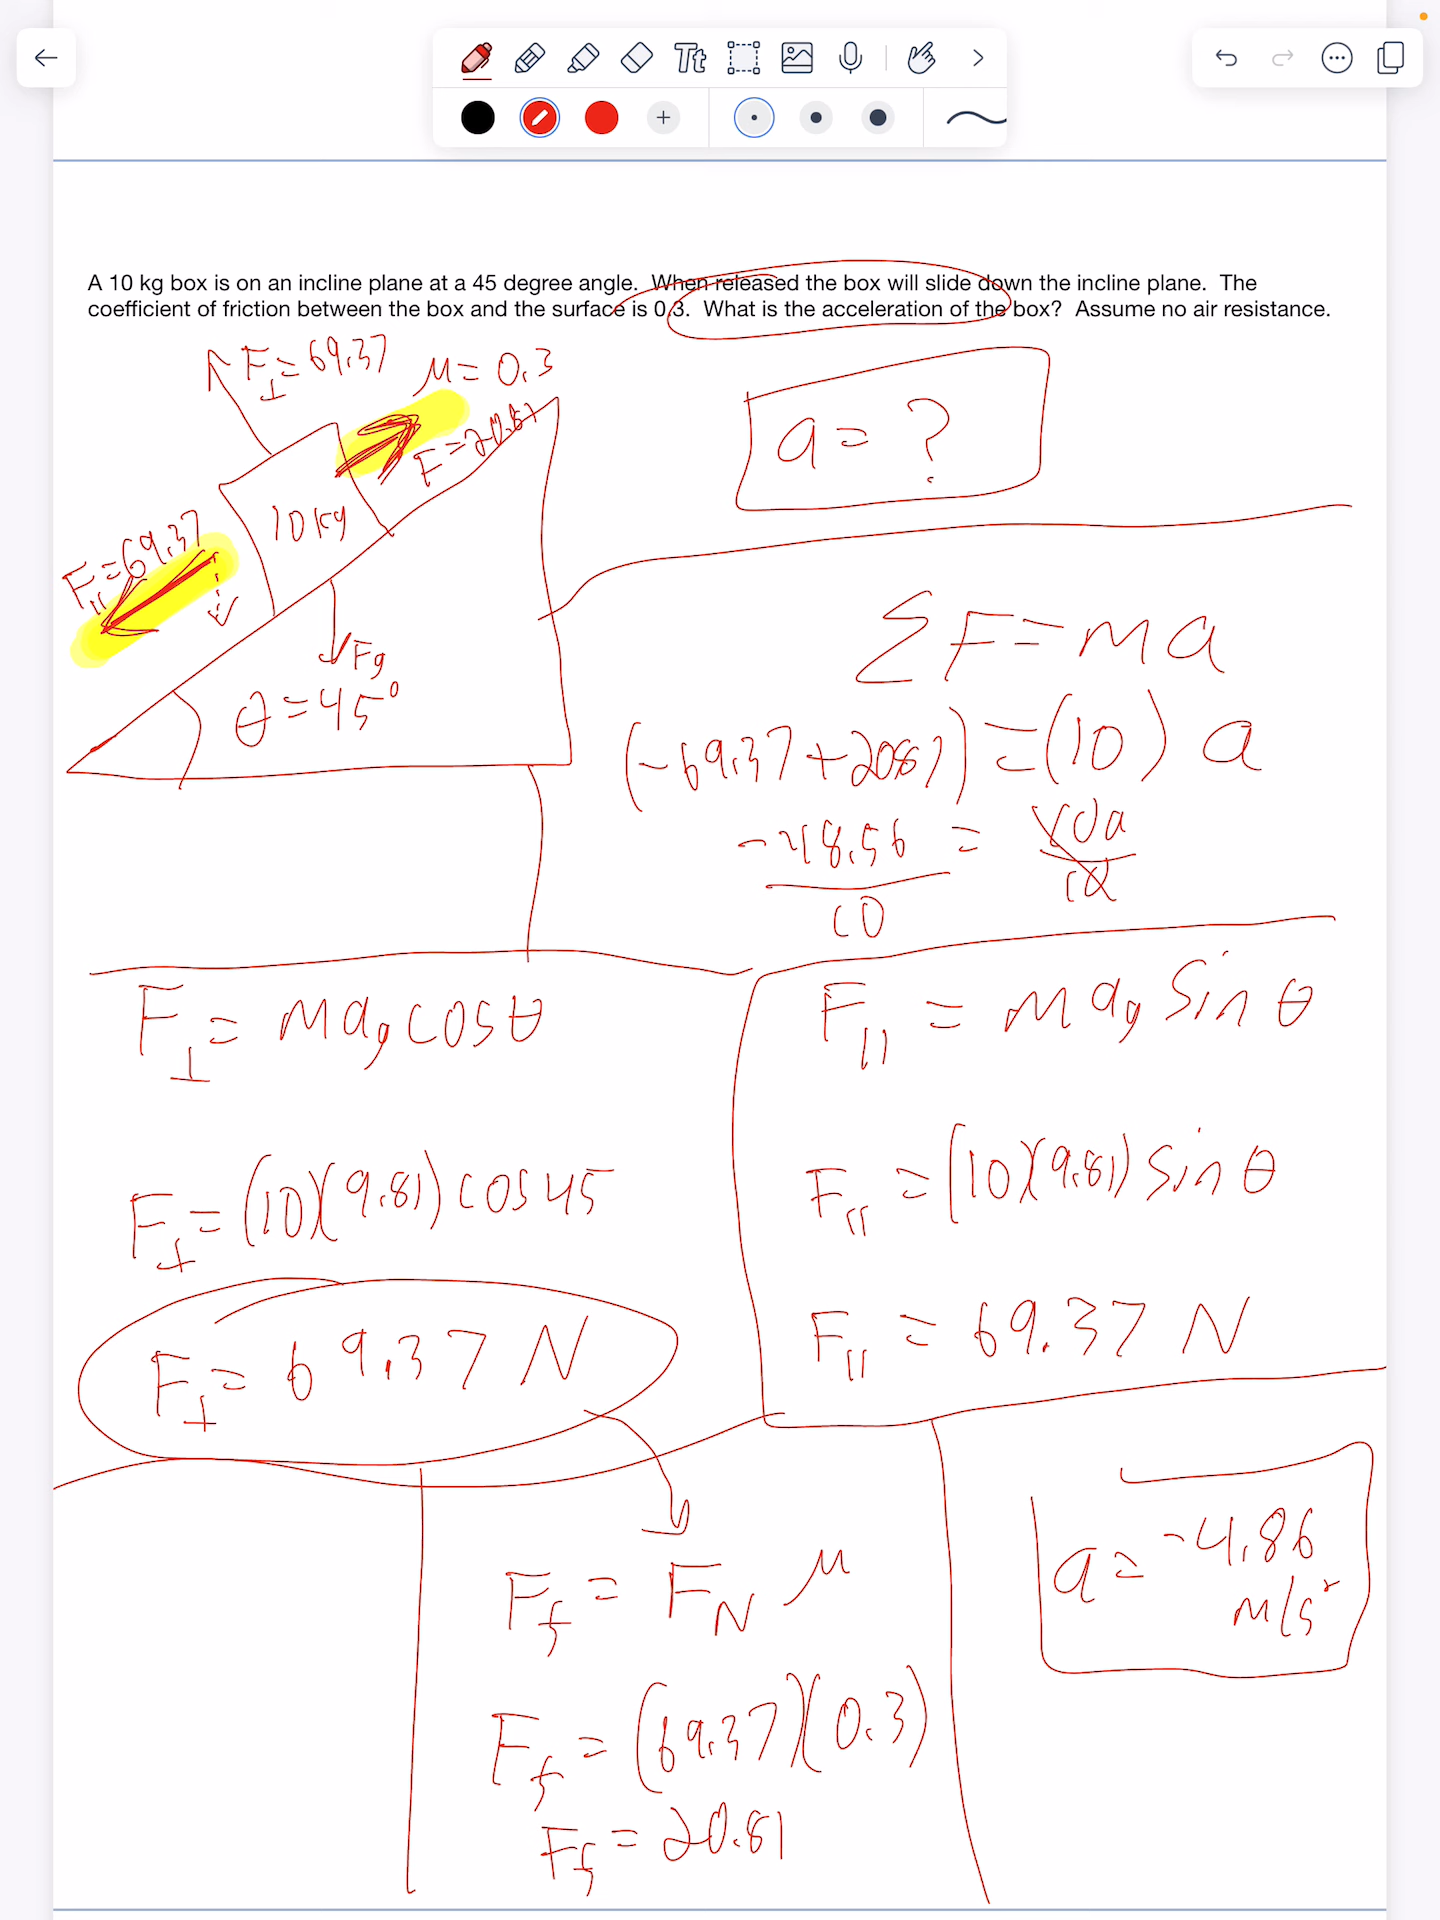 Tt
A 10 kg box is on an incline plane at a 45 degree angle. When released the box will slide down the incline plane. The
coefficient of friction between the box and the surface is 0.3. What is the acceleration of the box? Assume no air resistance.
F⊥ = 69.37
μ = 0.3
F = 20.81
10 kg
F∥ = 69.37
Fg
θ = 45°
a = ?
ΣF = ma
(-69.37 + 20.81) = (10) a
-48.56 = 10a
10 10
F⊥ = mag cosθ
F⊥ = (10)(9.81) cos 45
F⊥ = 69.37 N
F∥ = mag sin θ
F∥ = (10)(9.81) sin θ
F∥ = 69.37 N
Ff = FN μ
Ff = (69.37)(0.3)
Ff = 20.81
a = -4.86
m/s²